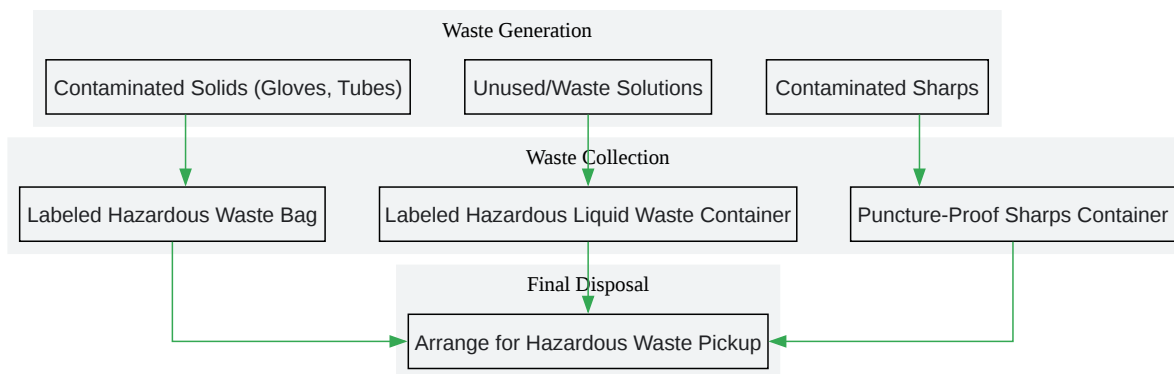 Waste Generation
Contaminated Solids (Gloves, Tubes)
Unused/Waste Solutions
Contaminated Sharps
Waste Collection
Labeled Hazardous Waste Bag
Labeled Hazardous Liquid Waste Container
Puncture-Proof Sharps Container
Final Disposal
Arrange for Hazardous Waste Pickup